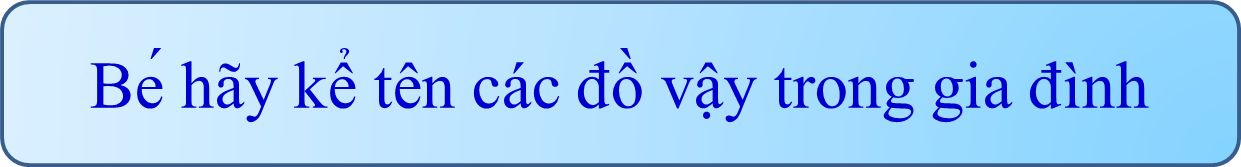 Bé hãy kể tên các đồ vậy trong gia đình